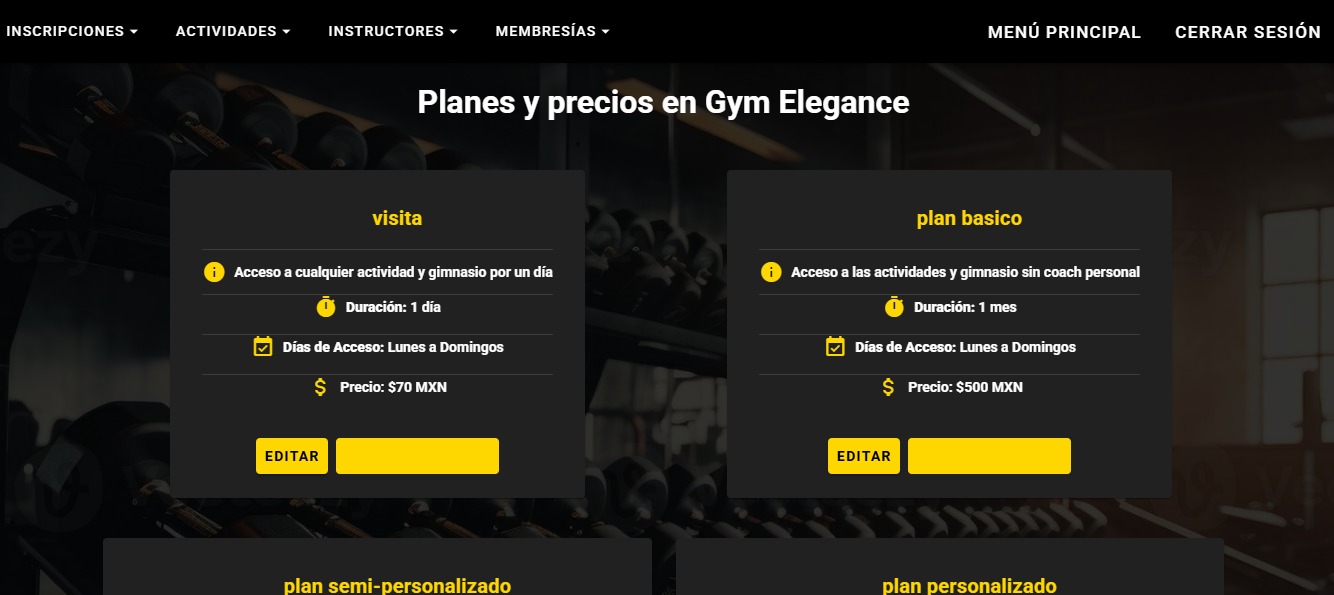 INSCRIPCIONES ACTIVIDADES INSTRUCTORES MEMBRESÍAS MENÚ PRINCIPAL CERRAR SESIÓN
Planes y precios en Gym Elegance
visita
Acceso a cualquier actividad y gimnasio por un día
Duración: 1 día
Días de Acceso: Lunes a Domingos
Precio: $70 MXN
EDITAR
plan basico
Acceso a las actividades y gimnasio sin coach personal
Duración: 1 mes
Días de Acceso: Lunes a Domingos
Precio: $500 MXN
EDITAR
plan semi-personalizado
plan personalizado